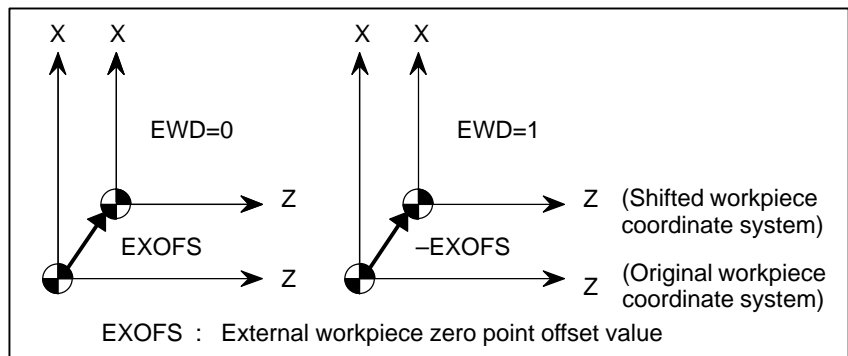 X X X X
EWD=0 EWD=1
Z Z (Shifted workpiece
coordinate system)
EXOFS –EXOFS
Z Z (Original workpiece
coordinate system)
EXOFS : External workpiece zero point offset value